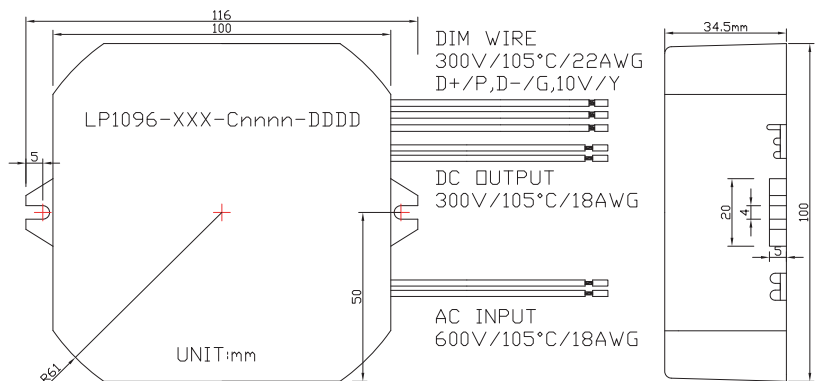 116
100
34.5mm
DIM WIRE
300V/105°C/22AWG
D+/P,D-/G,10V/Y
LP1096-XXX-Cnnnn-DDDD
5
DC OUTPUT
300V/105°C/18AWG
20
4
100
5
50
AC INPUT
600V/105°C/18AWG
UNIT:mm
R61